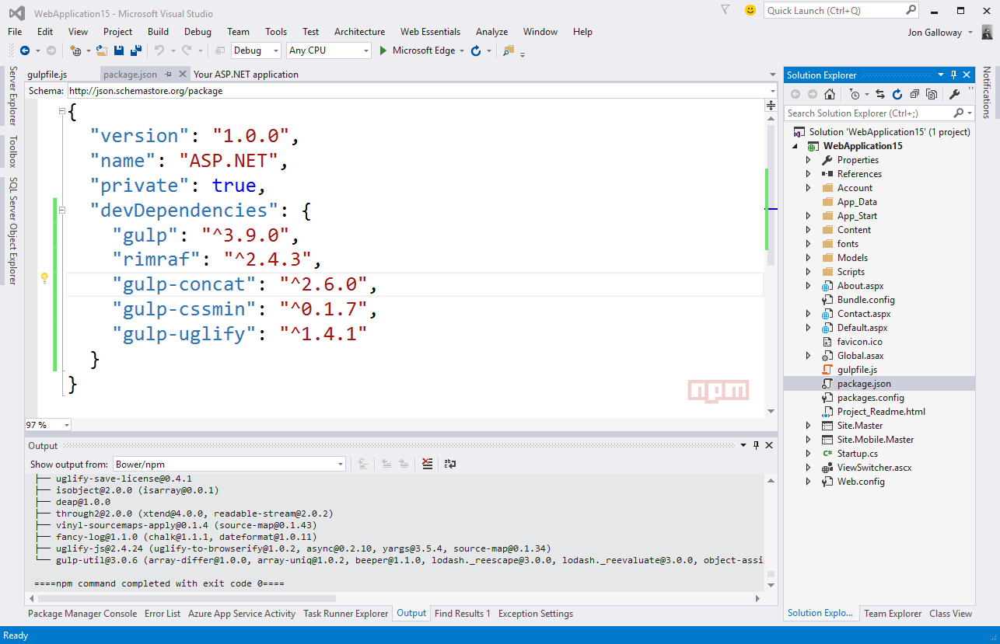 WebApplication15 - Microsoft Visual Studio
Quick Launch (Ctrl+Q)
File Edit View Project Build Debug Team Tools Test Architecture Web Essentials Analyze Window Help
Jon Galloway
Debug Any CPU Microsoft Edge
Server Explorer
Toolbox
SQL Server Object Explorer
gulpfile.js package.json Your ASP.NET application
Schema: http://json.schemastore.org/package
{
"version": "1.0.0",
"name": "ASP.NET",
"private": true,
"devDependencies": {
"gulp": "^3.9.0",
"rimraf": "^2.4.3",
"gulp-concat": "^2.6.0",
"gulp-cssmin": "^0.1.7",
"gulp-uglify": "^1.4.1"
}
}
npm
97 %
Output
Show output from: Bower/npm
├── uglify-save-license@0.4.1
├── isobject@2.0.0 (isarray@0.0.1)
├── deap@1.0.0
├── through2@2.0.0 (xtend@4.0.0, readable-stream@2.0.2)
├── vinyl-sourcemaps-apply@0.1.4 (source-map@0.1.43)
├── fancy-log@1.1.0 (chalk@1.1.1, dateformat@1.0.11)
├── uglify-js@2.4.24 (uglify-to-browserify@1.0.2, async@0.2.10, yargs@3.5.4, source-map@0.1.34)
└── gulp-util@3.0.6 (array-differ@1.0.0, array-uniq@1.0.2, beeper@1.1.0, lodash._reescape@3.0.0, lodash._reevaluate@3.0.0, object-assi
====npm command completed with exit code 0====
Package Manager Console Error List Azure App Service Activity Task Runner Explorer Output Find Results 1 Exception Settings
Solution Explorer
Search Solution Explorer (Ctrl+;)
Solution 'WebApplication15' (1 project)
WebApplication15
Properties
References
Account
App_Data
App_Start
Content
fonts
Models
Scripts
About.aspx
Bundle.config
Contact.aspx
Default.aspx
favicon.ico
Global.asax
gulpfile.js
package.json
packages.config
Project_Readme.html
Site.Master
Site.Mobile.Master
Startup.cs
ViewSwitcher.ascx
Web.config
Solution Explo... Team Explorer Class View
Notifications
Ready